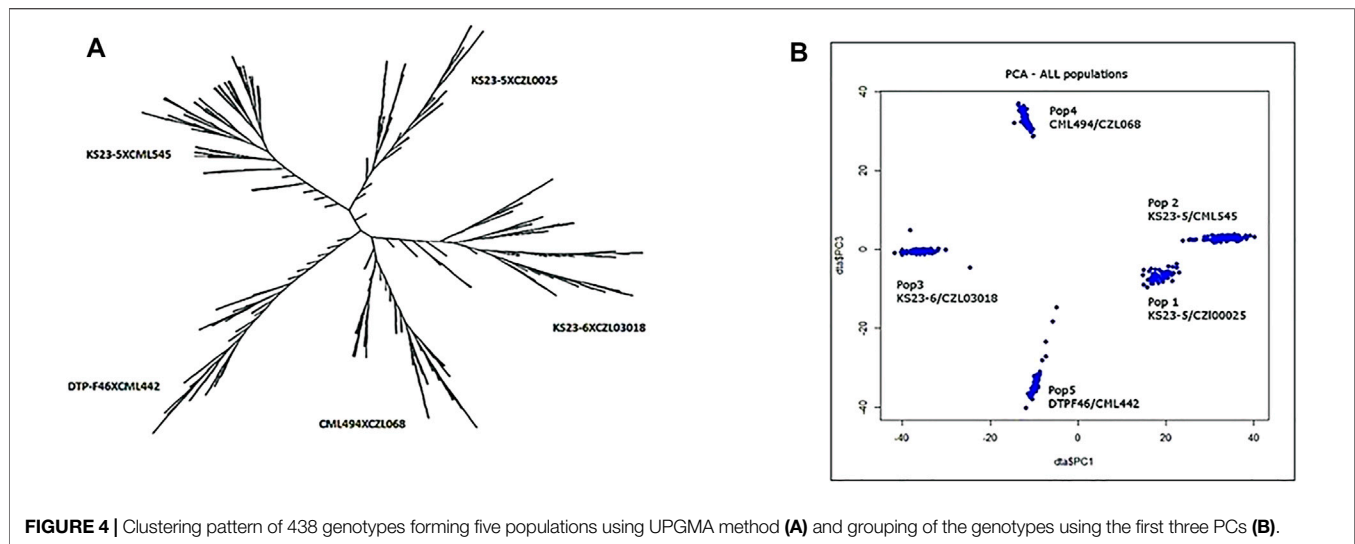 A
KS23-5XCZL0025
KS23-5XCML545
KS23-6XCZL03018
DTP-F46XCML442
CML494XCZL068
B
PCA - ALL populations
40
20
0
-20
-40
dta$PC3
Pop4
CML494/CZL068
Pop 2
KS23-5/CML545
Pop3
KS23-6/CZL03018
Pop 1
KS23-5/CZl00025
Pop5
DTPF46/CML442
-40 -20 0 20 40
dta$PC1
FIGURE 4 | Clustering pattern of 438 genotypes forming five populations using UPGMA method (A) and grouping of the genotypes using the first three PCs (B).